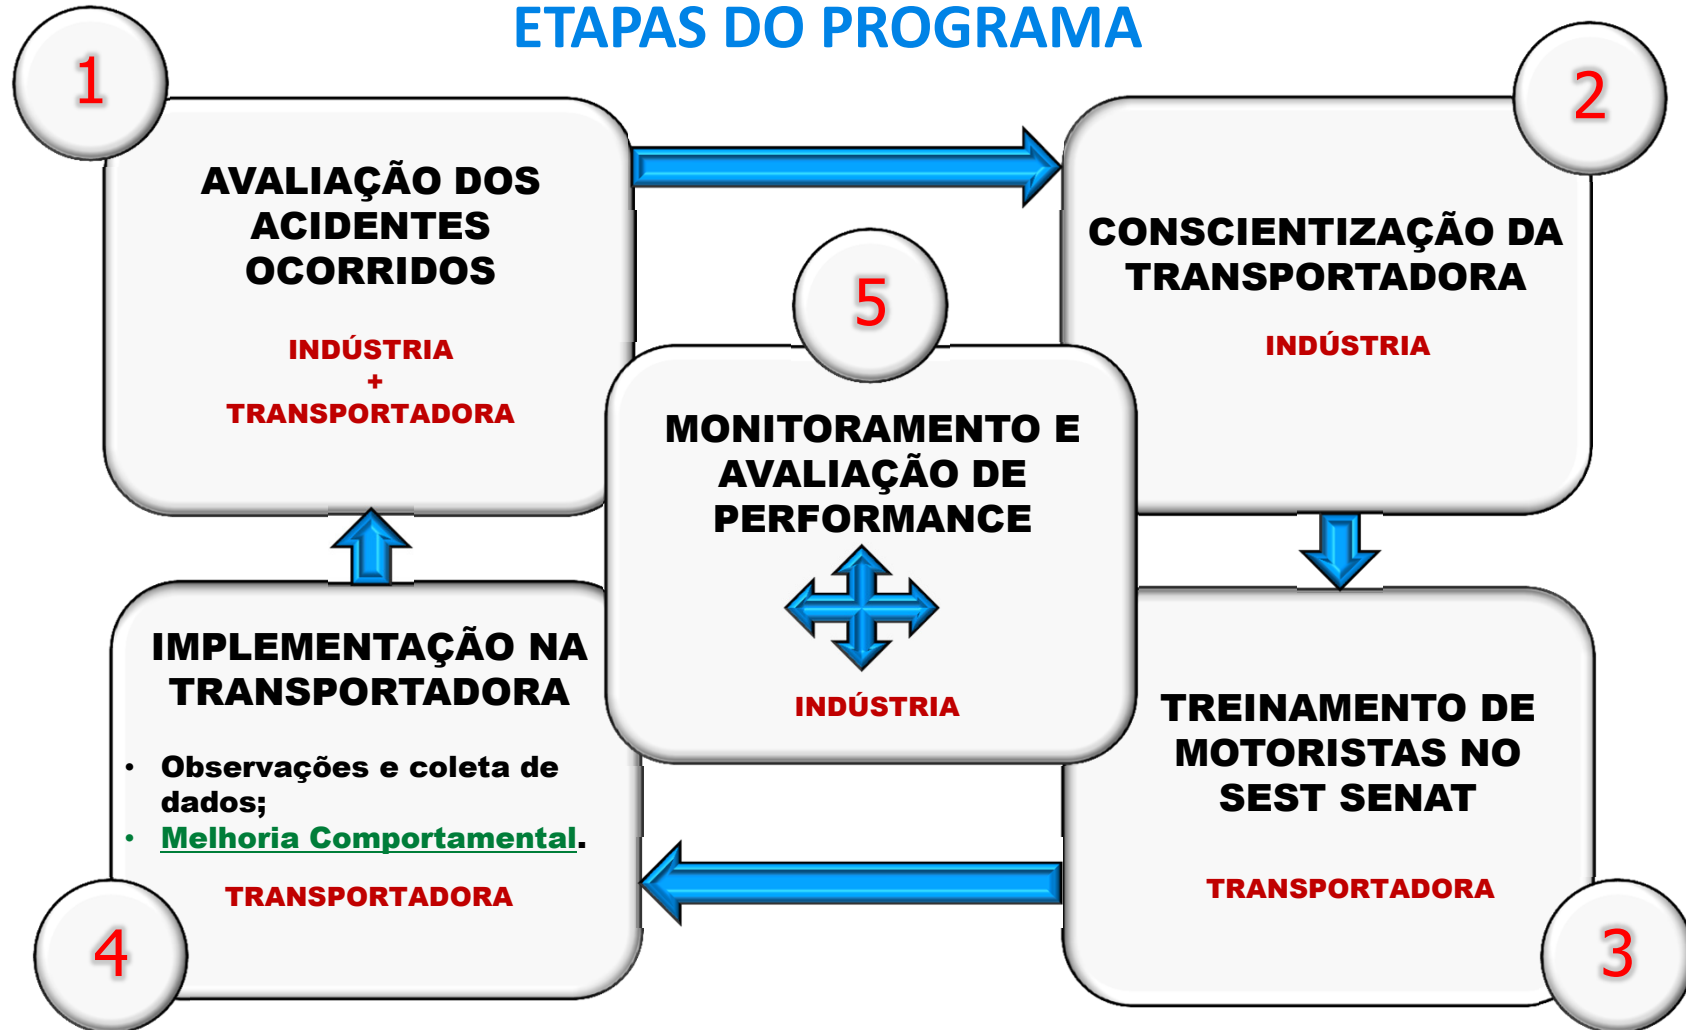 ETAPAS DO PROGRAMA
1
AVALIAÇÃO DOS
ACIDENTES
OCORRIDOS
INDÚSTRIA
+
TRANSPORTADORA
2
CONSCIENTIZAÇÃO DA
TRANSPORTADORA
INDÚSTRIA
5
MONITORAMENTO E
AVALIAÇÃO DE
PERFORMANCE
INDÚSTRIA
IMPLEMENTAÇÃO NA
TRANSPORTADORA
• Observações e coleta de
dados;
• Melhoria Comportamental.
TRANSPORTADORA
4
TREINAMENTO DE
MOTORISTAS NO
SEST SENAT
TRANSPORTADORA
3